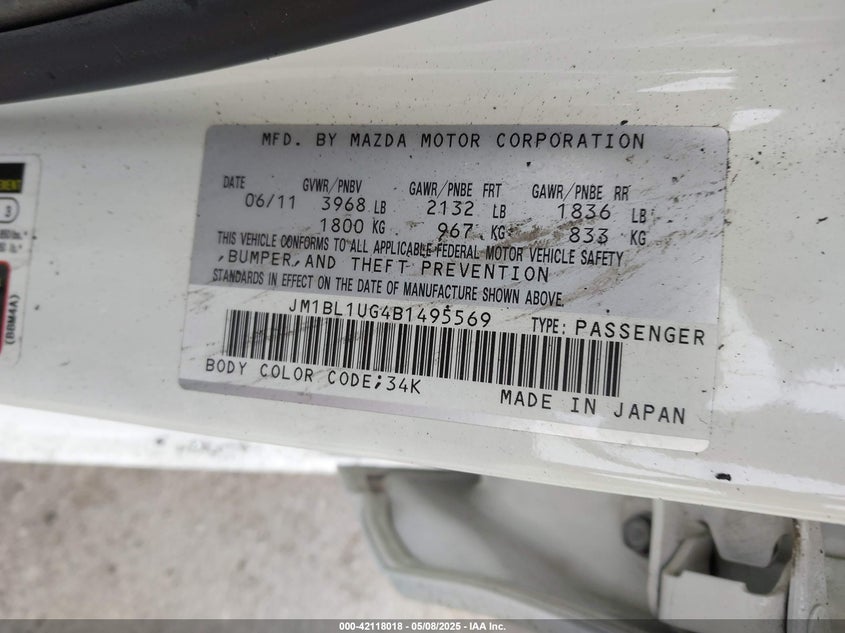 MFD. BY MAZDA MOTOR CORPORATION
DATE GVWR/PNBV GAWR/PNBE FRT GAWR/PNBE RR
06/11 3968 LB 2132 LB 1836 LB
1800 KG 967 KG 833 KG
THIS VEHICLE CONFORMS TO ALL APPLICABLE FEDERAL MOTOR VEHICLE SAFETY
,BUMPER,AND THEFT PREVENTION
STANDARDS IN EFFECT ON THE DATE OF MANUFACTURE SHOWN ABOVE.
JM1BL1UG4B1495569 TYPE: PASSENGER
BODY COLOR CODE;34K
MADE IN JAPAN
3
(BBM4A)
000-42118018 - 05/08/2025 - IAA Inc.